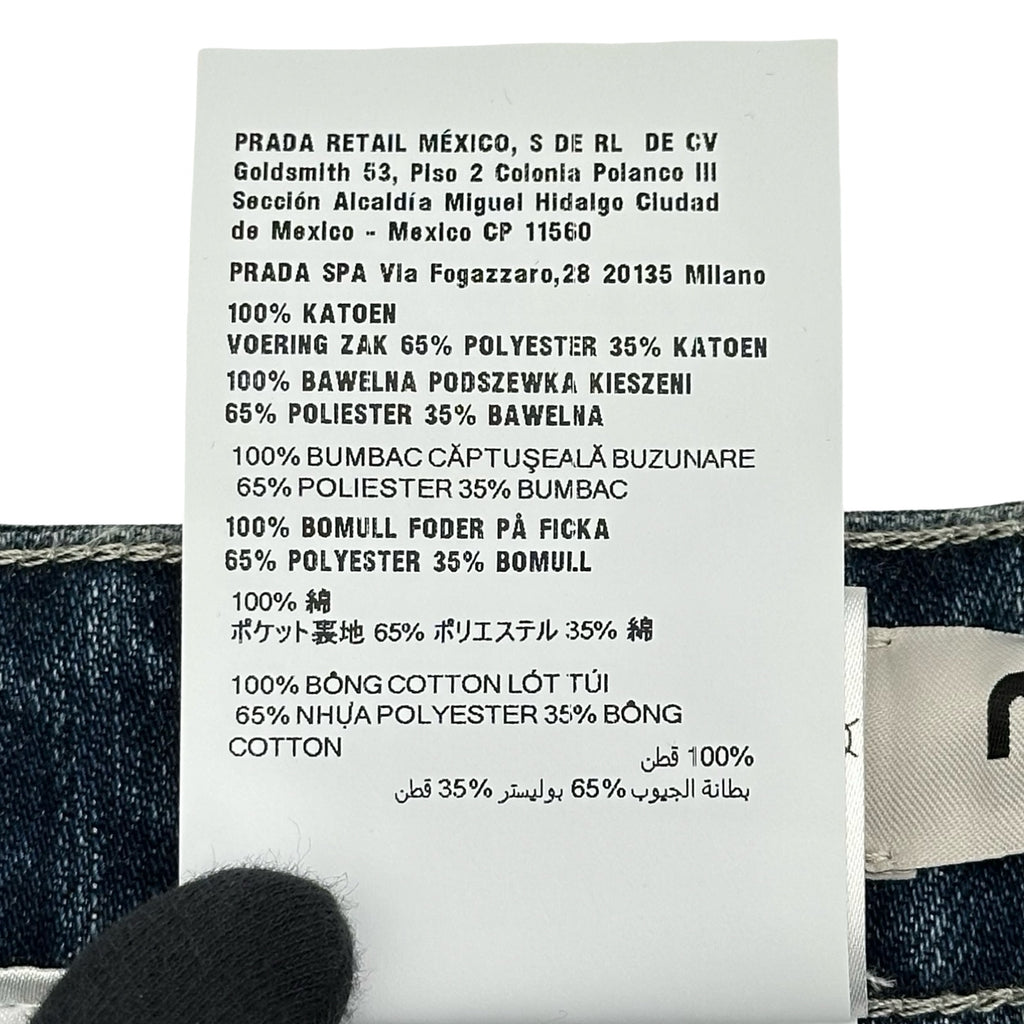 PRADA RETAIL MÉXICO, S DE RL DE CV
Goldsmith 53, Piso 2 Colonia Polanco III
Sección Alcaldía Miguel Hidalgo Ciudad
de Mexico - Mexico CP 11560
PRADA SPA Via Fogazzaro,28 20135 Milano
100% KATOEN
VOERING ZAK 65% POLYESTER 35% KATOEN
100% BAWELNA PODSZEWKA KIESZENI
65% POLIESTER 35% BAWELNA
100% BUMBAC CĂPTUŞEALĂ BUZUNARE
65% POLIESTER 35% BUMBAC
100% BOMULL FODER PÅ FICKA
65% POLYESTER 35% BOMULL
100% 綿
ポケット裏地 65% ポリエステル 35% 綿
100% BÔNG COTTON LÓT TÚI
65% NHỰA POLYESTER 35% BÔNG
COTTON
100% قطن
بطانة الجيوب 65% بوليستر 35% قطن